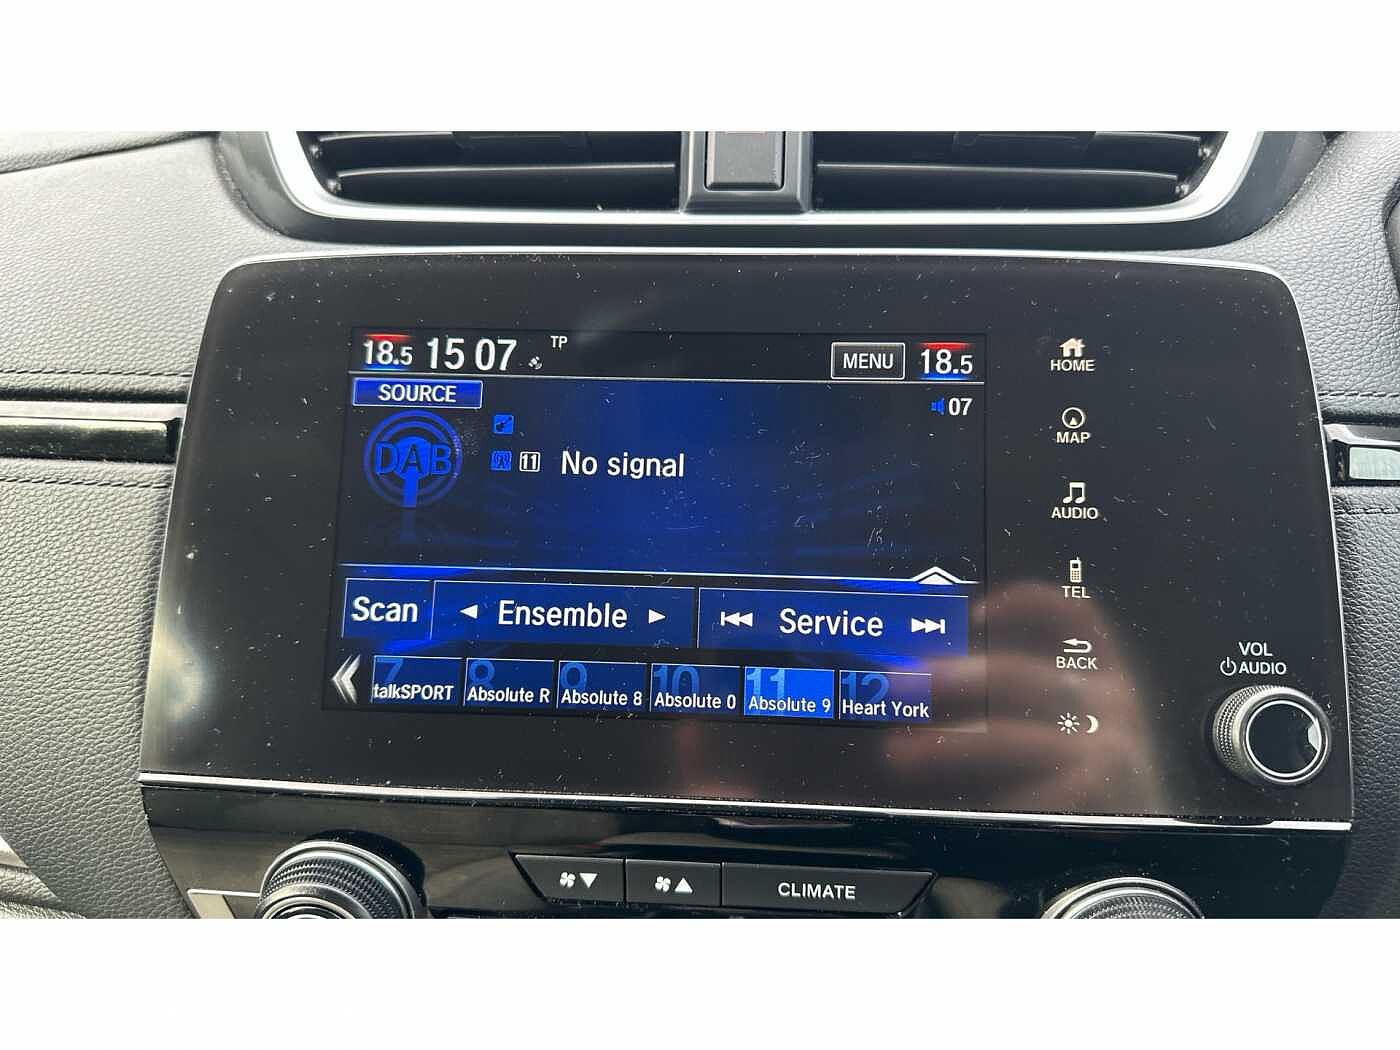 18.5 15 07 TP MENU 18.5
SOURCE
07
DAB
11 No signal
Scan Ensemble Service
7 8 9 10 11 12
talkSPORT Absolute R Absolute 8 Absolute 0 Absolute 9 Heart York
HOME
MAP
AUDIO
TEL
BACK
VOL
AUDIO
CLIMATE